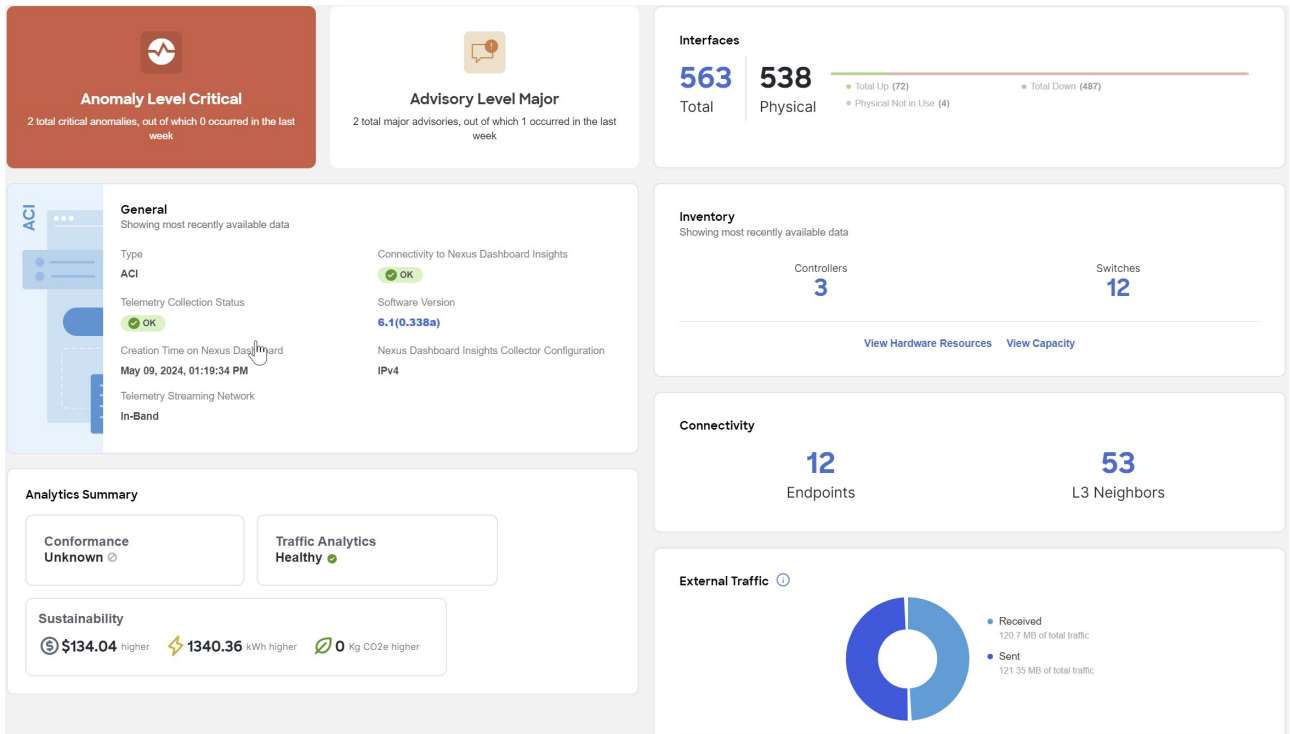 Anomaly Level Critical
2 total critical anomalies, out of which 0 occurred in the last
week
Advisory Level Major
2 total major advisories, out of which 1 occurred in the last
week
Interfaces
563
Total
538
Physical
Total Up (72)
Total Down (487)
Physical Not in Use (4)
ACI
General
Showing most recently available data
Type
ACI
Connectivity to Nexus Dashboard Insights
OK
Telemetry Collection Status
OK
Software Version
6.1(0.338a)
Creation Time on Nexus Dashboard
May 09, 2024, 01:19:34 PM
Nexus Dashboard Insights Collector Configuration
IPv4
Telemetry Streaming Network
In-Band
Inventory
Showing most recently available data
Controllers
3
Switches
12
View Hardware Resources
View Capacity
Connectivity
12
Endpoints
53
L3 Neighbors
Analytics Summary
Conformance
Unknown
Traffic Analytics
Healthy
Sustainability
$134.04 higher
1340.36 kWh higher
0 Kg CO2e higher
External Traffic
Received
120.7 MB of total traffic
Sent
121.35 MB of total traffic